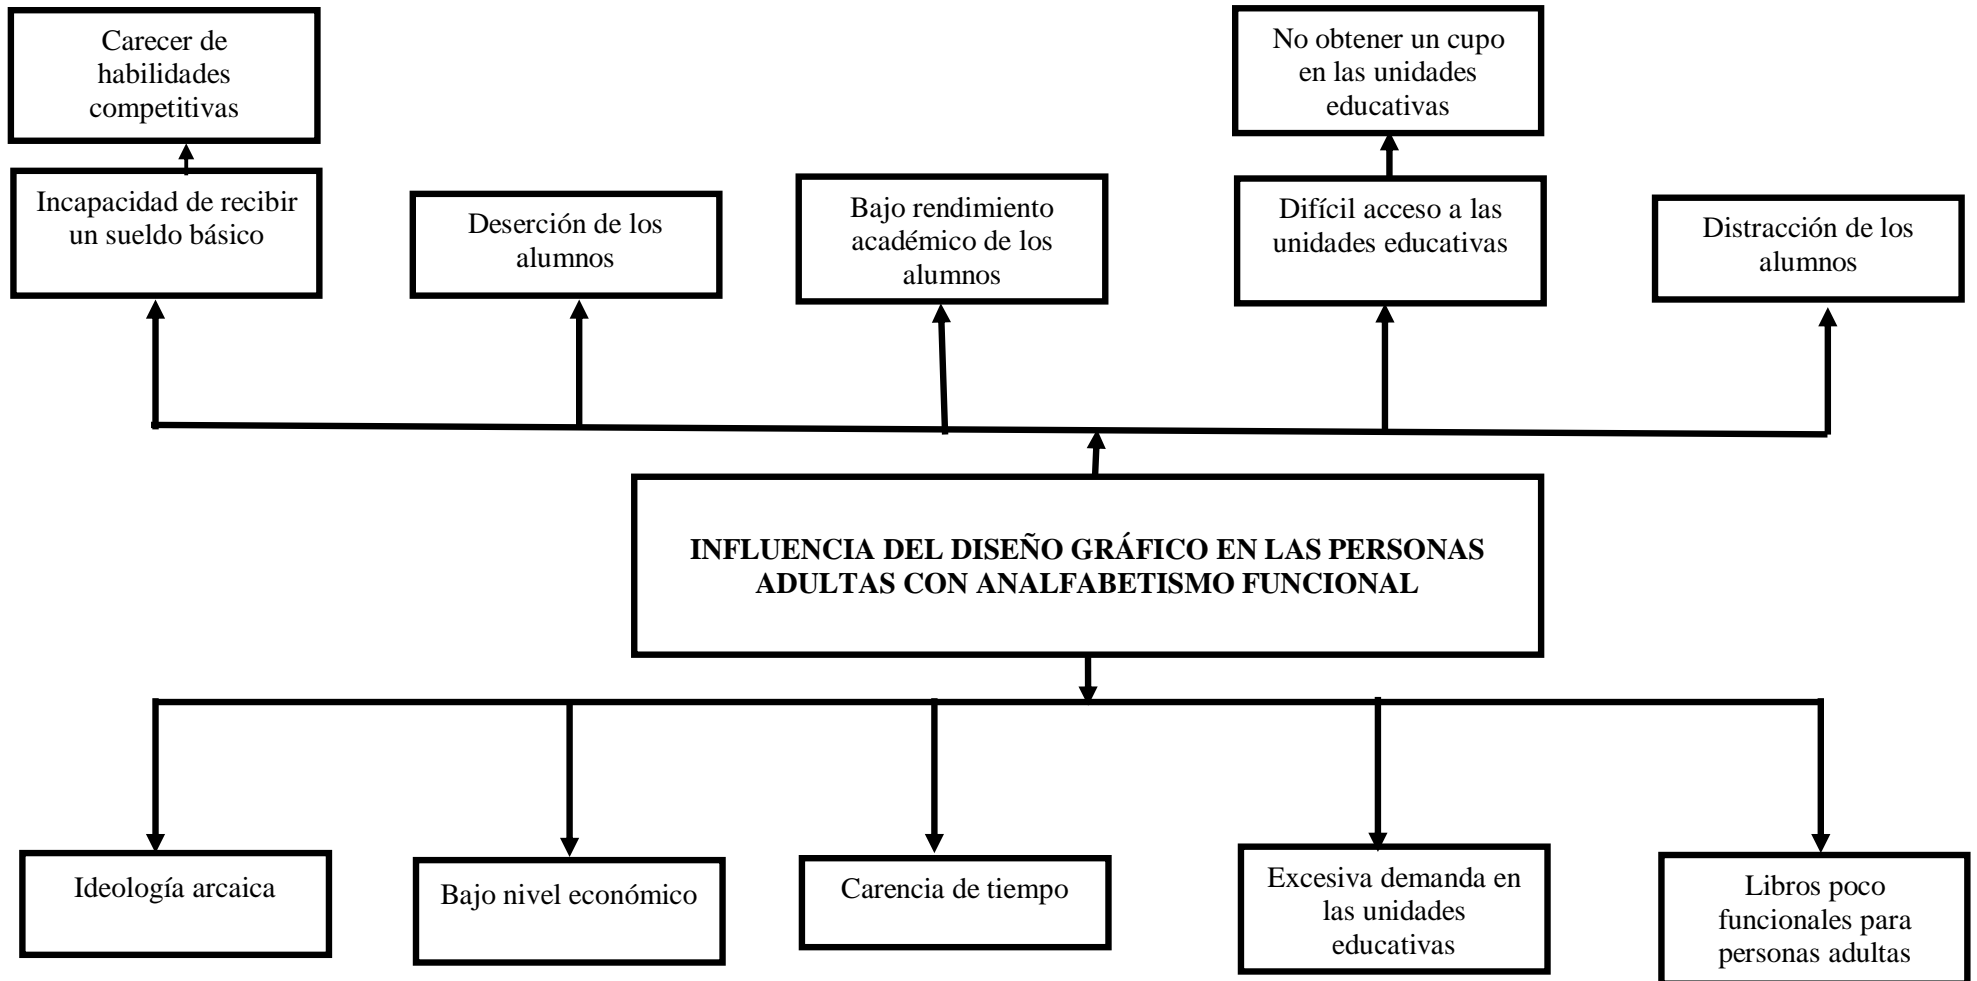 Carecer de
habilidades
competitivas
No obtener un cupo
en las unidades
educativas
Incapacidad de recibir
un sueldo básico
Deserción de los
alumnos
Bajo rendimiento
académico de los
alumnos
Difícil acceso a las
unidades educativas
Distracción de los
alumnos
INFLUENCIA DEL DISEÑO GRÁFICO EN LAS PERSONAS
ADULTAS CON ANALFABETISMO FUNCIONAL
Ideología arcaica
Bajo nivel económico
Carencia de tiempo
Excesiva demanda en
las unidades
educativas
Libros poco
funcionales para
personas adultas